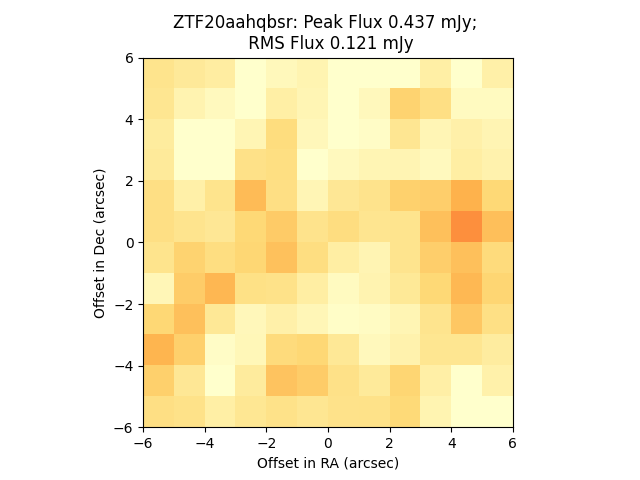 ZTF20aahqbsr: Peak Flux 0.437 mJy;
RMS Flux 0.121 mJy
6
4
2
0
−2
−4
−6
Offset in Dec (arcsec)
−6 −4 −2 0 2 4 6
Offset in RA (arcsec)